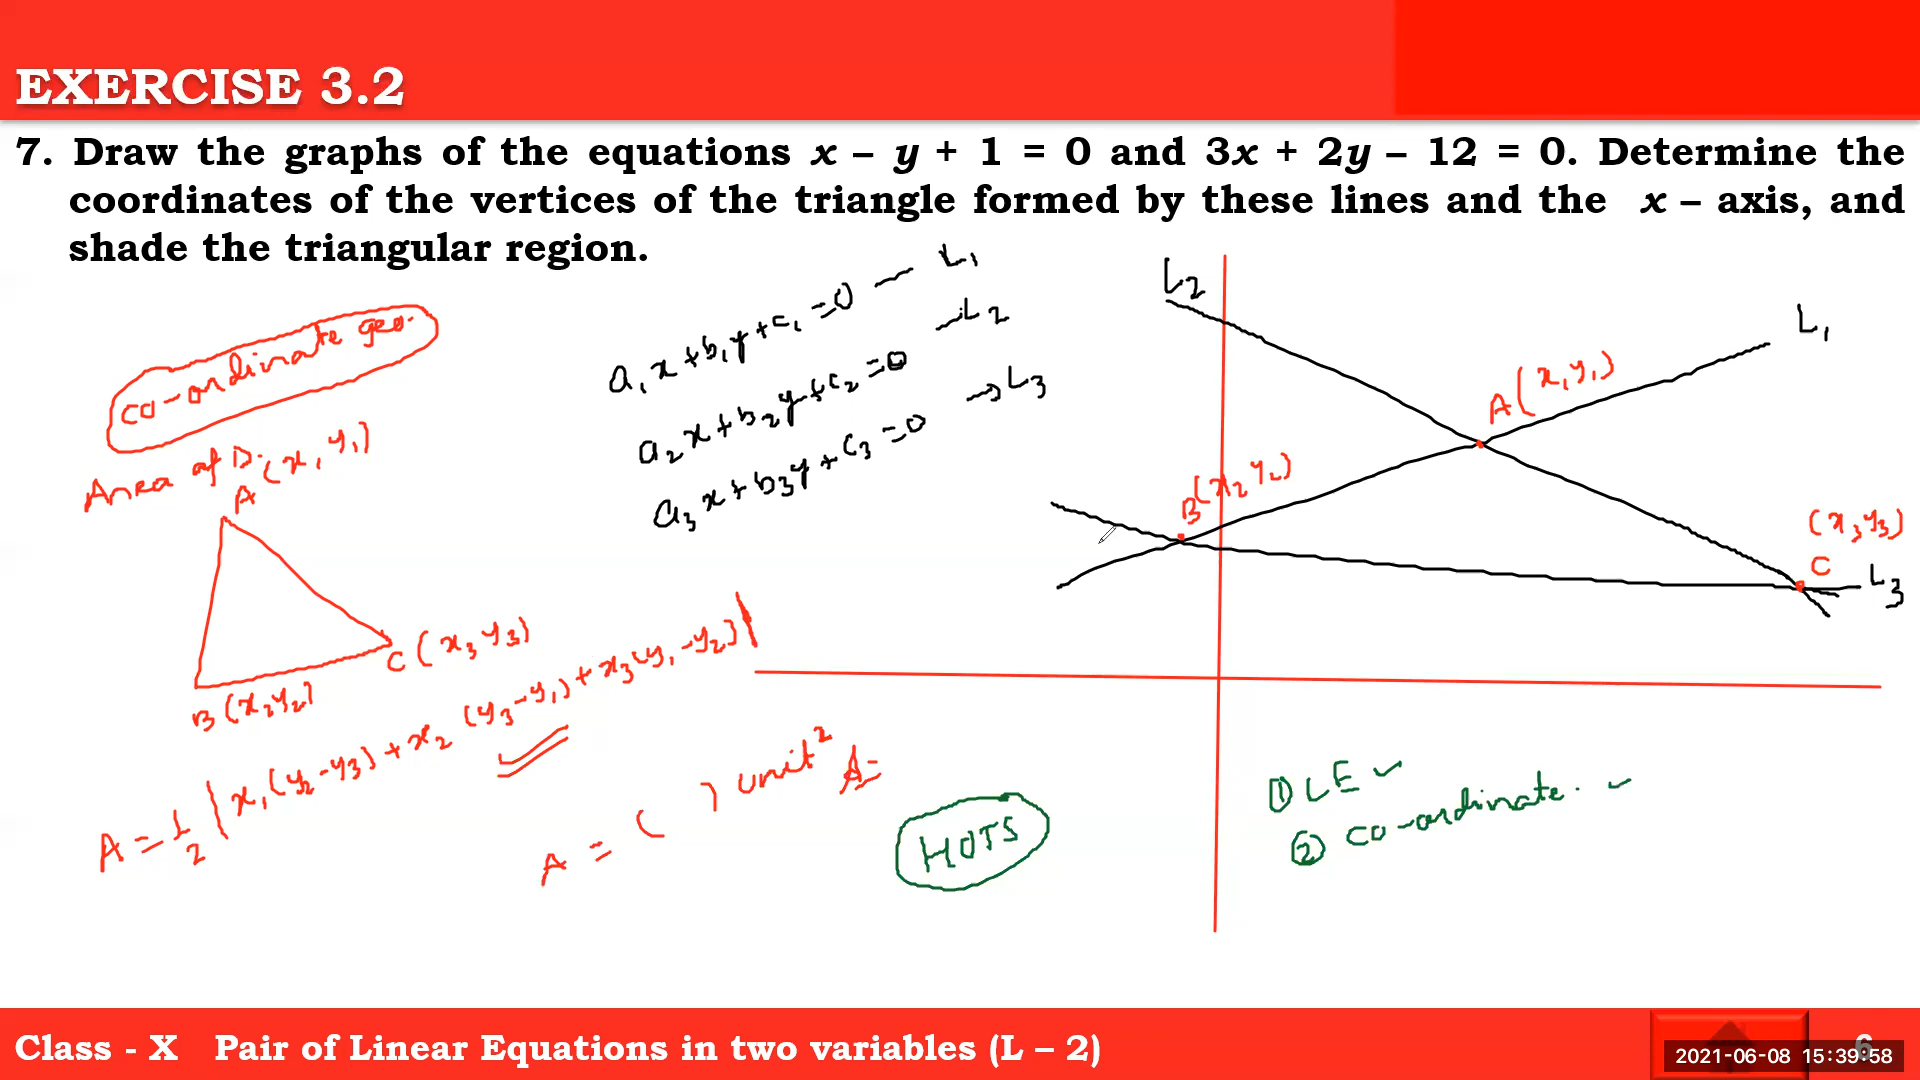 EXERCISE 3.2
7. Draw the graphs of the equations x – y + 1 = 0 and 3x + 2y – 12 = 0. Determine the
coordinates of the vertices of the triangle formed by these lines and the x – axis, and
shade the triangular region.
co-ordinate geo.
Area of Δ.
A (x₁ y₁)
B (x₂ y₂)
C (x₃ y₃)
A = 1/2 | x₁(y₂-y₃) + x₂ (y₃-y₁) + x₃(y₁-y₂) |
A = ( ) unit²
A =
a₁x + b₁y + c₁ = 0 — L₁
a₂x + b₂y + c₂ = 0 — L₂
a₃x + b₃y + c₃ = 0 → L₃
L₂
L₁
A (x₁ y₁)
B (x₂ y₂)
(x₃ y₃)
C
L₃
HOTS
① LE ✓
② co-ordinate. ✓
Class - X Pair of Linear Equations in two variables (L – 2)
6
2021-06-08 15:39:58